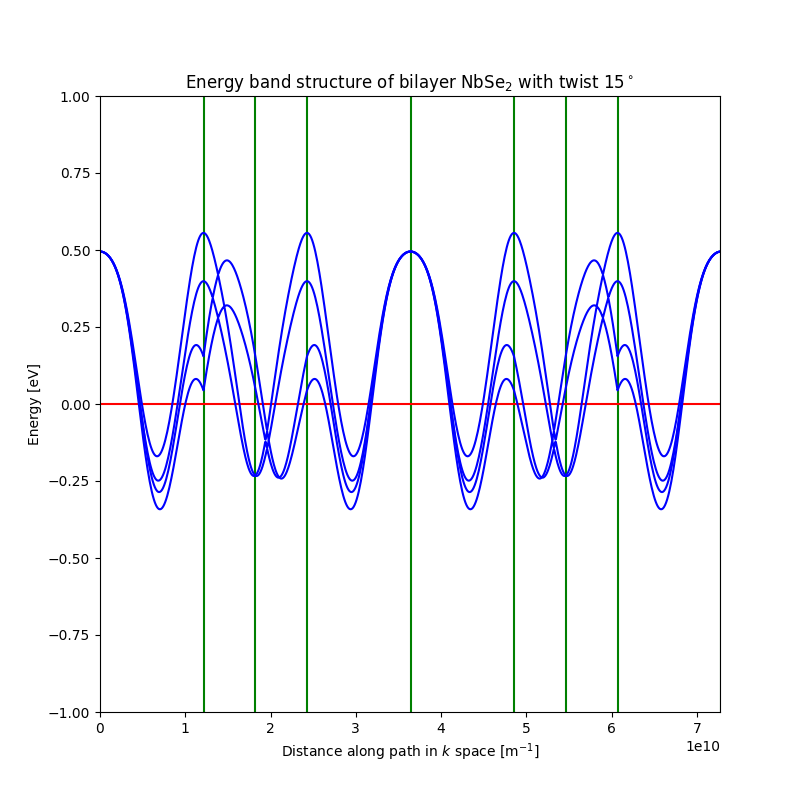 Energy band structure of bilayer NbSe₂ with twist 15°
1.00
0.75
0.50
0.25
0.00
−0.25
−0.50
−0.75
−1.00
Energy [eV]
0 1 2 3 4 5 6 7
1e10
Distance along path in k space [m⁻¹]